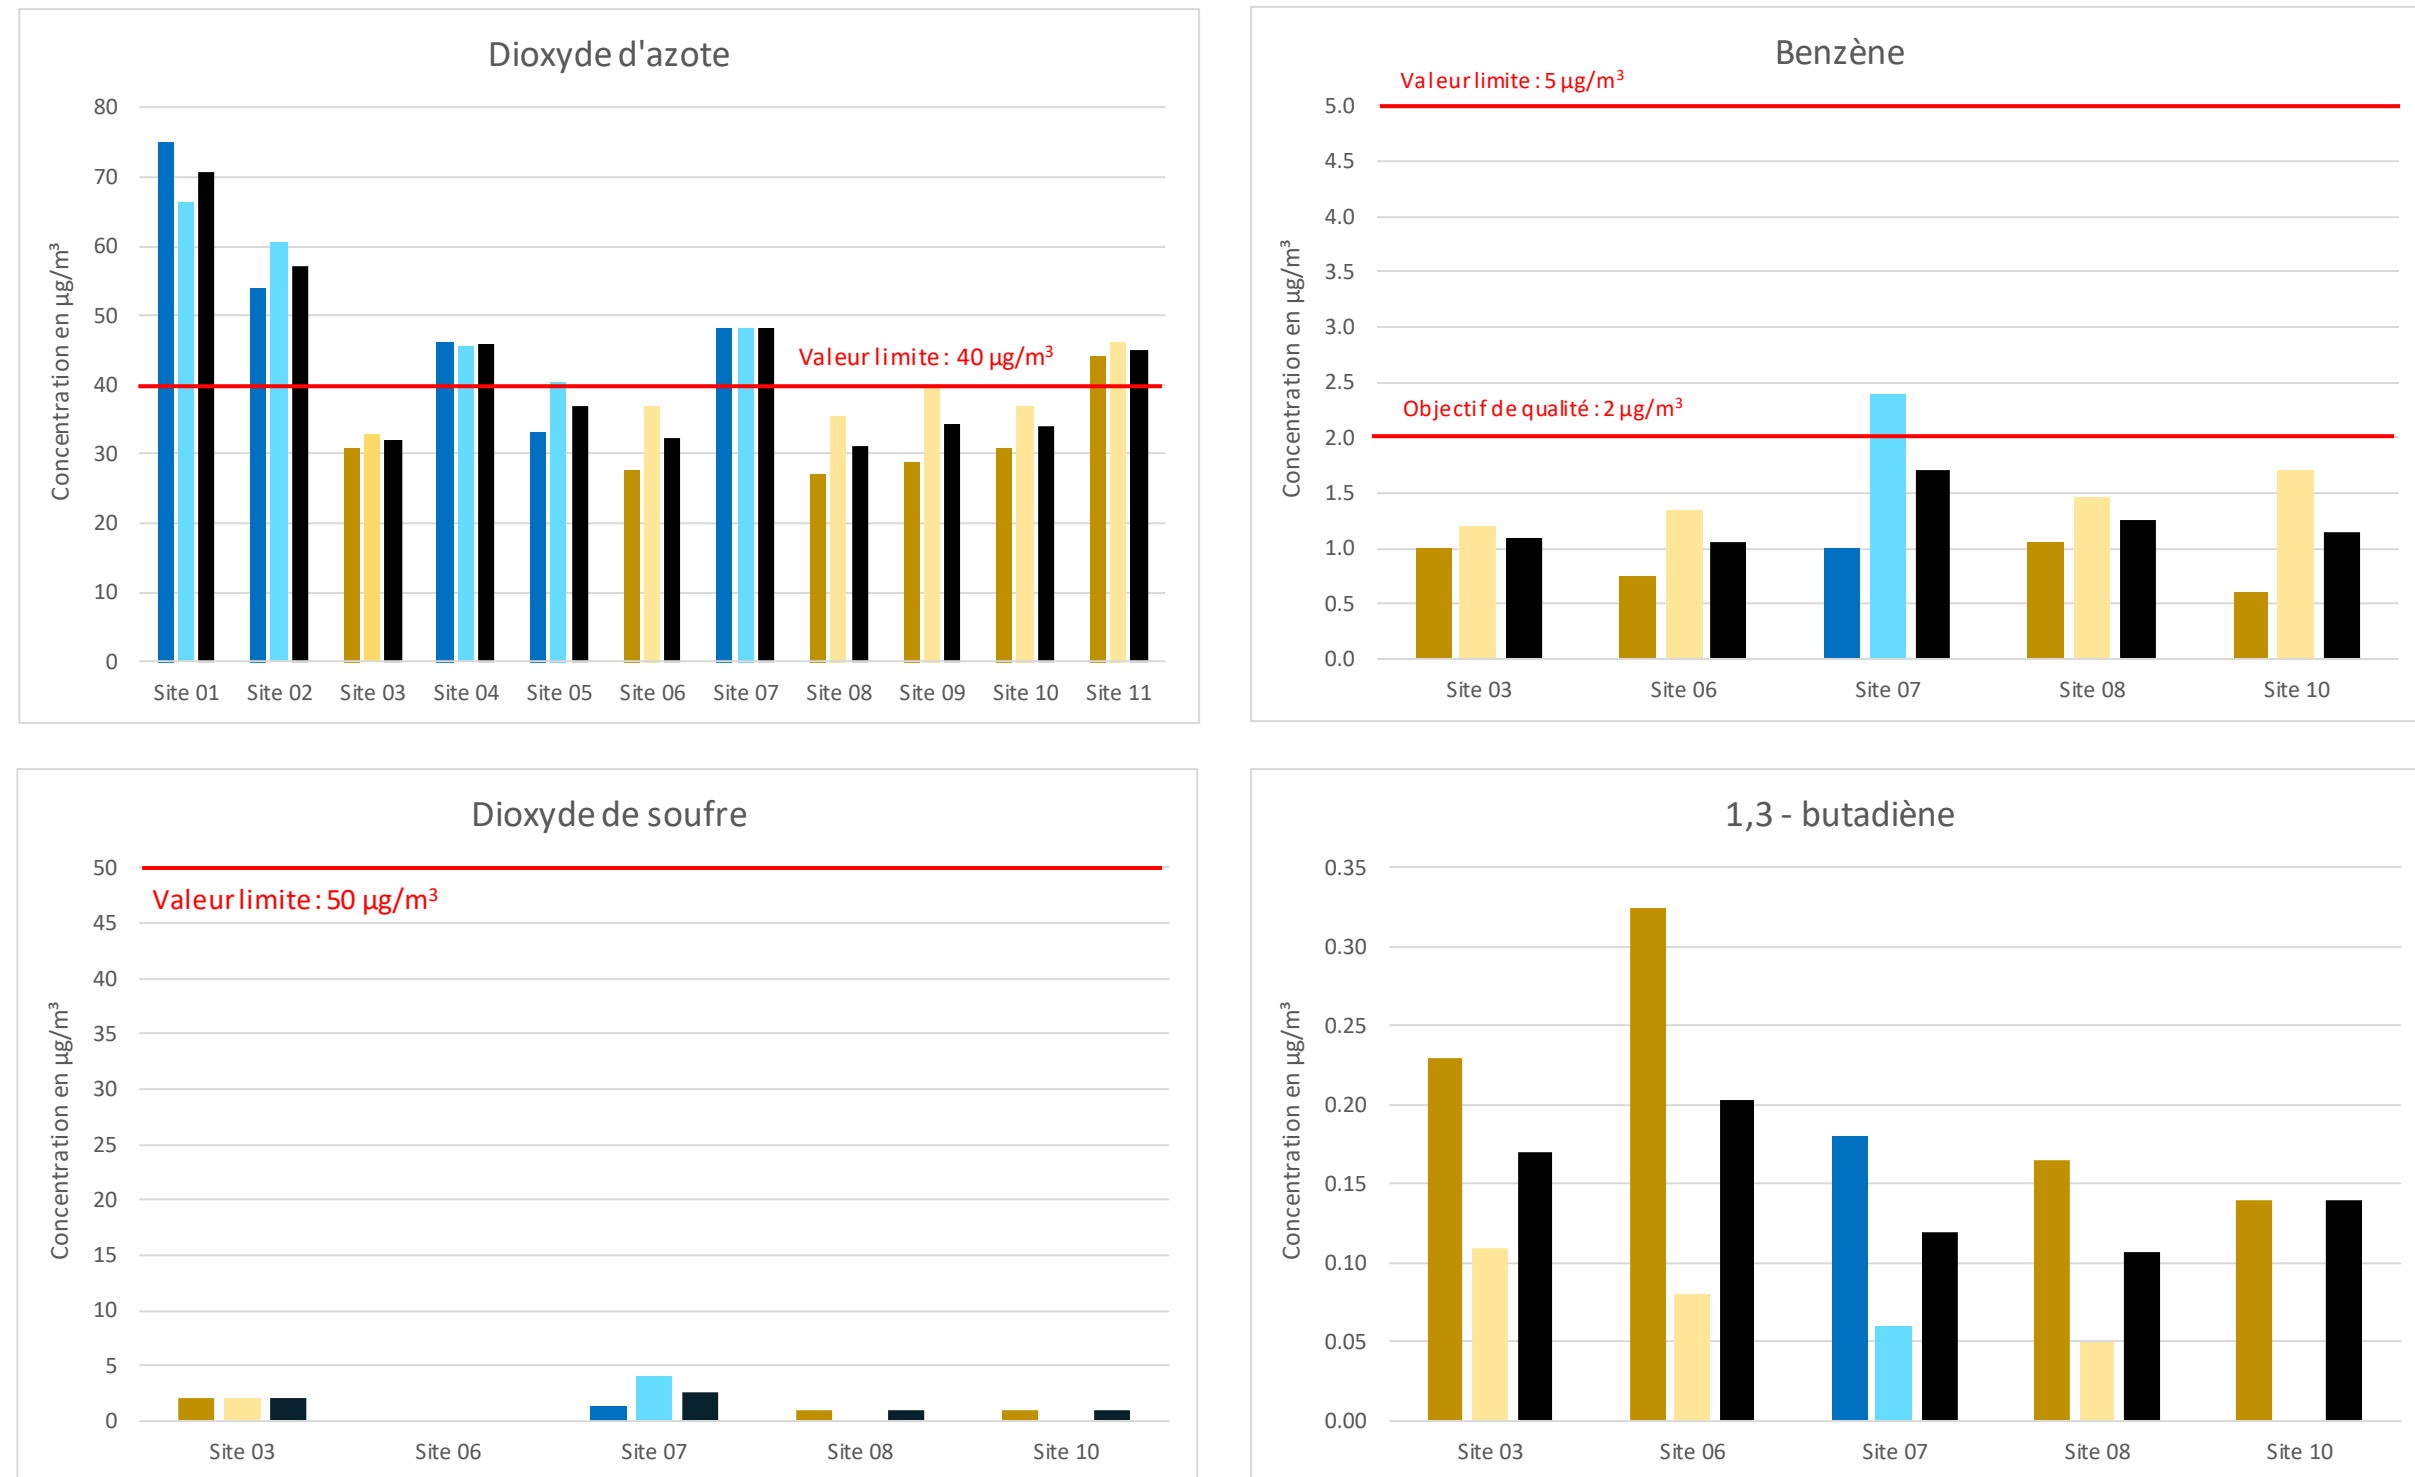 Dioxyde d'azote
Concentration en µg/m³
80
70
60
50
40
30
20
10
0
Valeur limite : 40 µg/m³
Site 01 Site 02 Site 03 Site 04 Site 05 Site 06 Site 07 Site 08 Site 09 Site 10 Site 11
Benzène
Valeur limite : 5 µg/m³
Concentration en µg/m³
5.0
4.5
4.0
3.5
3.0
2.5
Objectif de qualité : 2 µg/m³
2.0
1.5
1.0
0.5
0.0
Site 03 Site 06 Site 07 Site 08 Site 10
Dioxyde de soufre
Concentration en µg/m³
50
Valeur limite : 50 µg/m³
45
40
35
30
25
20
15
10
5
0
Site 03 Site 06 Site 07 Site 08 Site 10
1,3 - butadiène
Concentration en µg/m³
0.35
0.30
0.25
0.20
0.15
0.10
0.05
0.00
Site 03 Site 06 Site 07 Site 08 Site 10